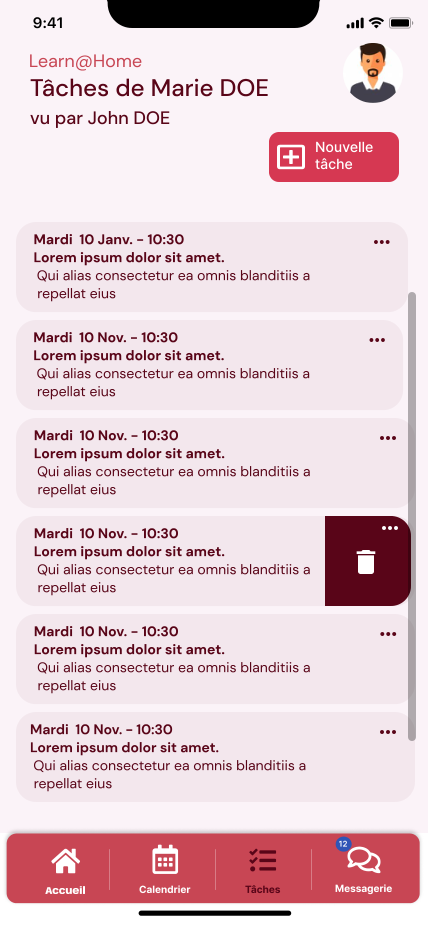 9:41
Learn@Home
Tâches de Marie DOE
vu par John DOE
Nouvelle
tâche
Mardi 10 Janv. - 10:30
Lorem ipsum dolor sit amet.
Qui alias consectetur ea omnis blanditiis a
repellat eius
Mardi 10 Nov. - 10:30
Lorem ipsum dolor sit amet.
Qui alias consectetur ea omnis blanditiis a
repellat eius
Mardi 10 Nov. - 10:30
Lorem ipsum dolor sit amet.
Qui alias consectetur ea omnis blanditiis a
repellat eius
Mardi 10 Nov. - 10:30
Lorem ipsum dolor sit amet.
Qui alias consectetur ea omnis blanditiis a
repellat eius
Mardi 10 Nov. - 10:30
Lorem ipsum dolor sit amet.
Qui alias consectetur ea omnis blanditiis a
repellat eius
Mardi 10 Nov. - 10:30
Lorem ipsum dolor sit amet.
Qui alias consectetur ea omnis blanditiis a
repellat eius
12
Accueil Calendrier Tâches Messagerie